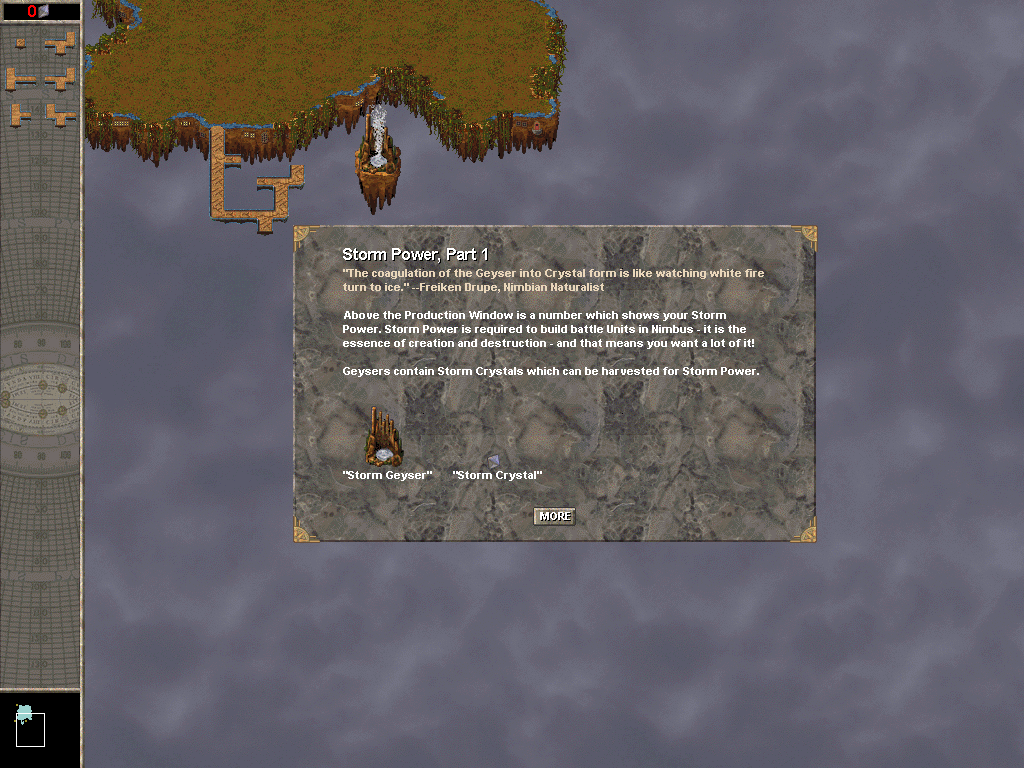 0
Storm Power, Part 1
"The coagulation of the Geyser into Crystal form is like watching white fire
turn to ice." --Freiken Drupe, Nimbian Naturalist
Above the Production Window is a number which shows your Storm
Power. Storm Power is required to build battle Units in Nimbus - it is the
essence of creation and destruction - and that means you want a lot of it!
Geysers contain Storm Crystals which can be harvested for Storm Power.
"Storm Geyser" "Storm Crystal"
MORE